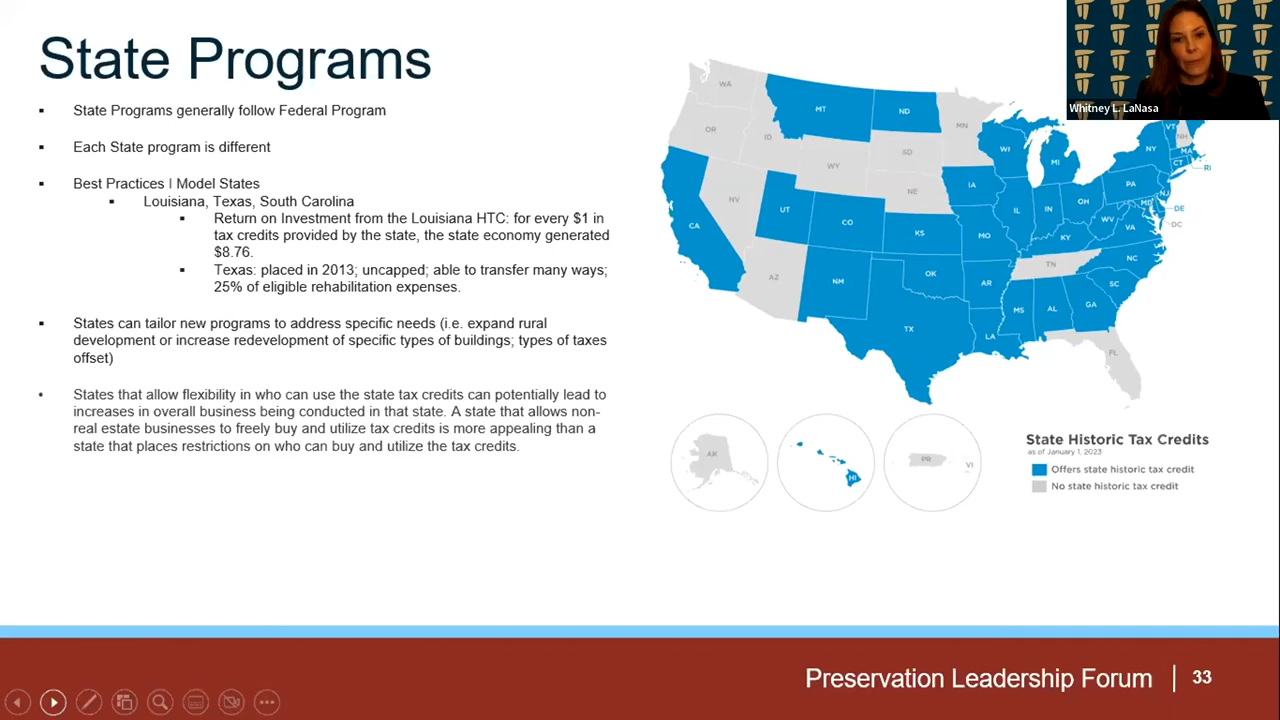 State Programs
State Programs generally follow Federal Program
Each State program is different
Best Practices | Model States
Louisiana, Texas, South Carolina
Return on Investment from the Louisiana HTC: for every $1 in
tax credits provided by the state, the state economy generated
$8.76.
Texas: placed in 2013; uncapped; able to transfer many ways;
25% of eligible rehabilitation expenses.
States can tailor new programs to address specific needs (i.e. expand rural
development or increase redevelopment of specific types of buildings; types of taxes
offset)
States that allow flexibility in who can use the state tax credits can potentially lead to
increases in overall business being conducted in that state. A state that allows non-
real estate businesses to freely buy and utilize tax credits is more appealing than a
state that places restrictions on who can buy and utilize the tax credits.
Whitney L. LaNasa
WA
MT
ND
MN
OR
ID
SD
WI
MI
VT
NH
NY
MA
CT
RI
WY
NE
IA
PA
NJ
NV
UT
CO
KS
MO
IL
IN
OH
WV
MD
DE
DC
VA
KY
CA
AZ
NM
OK
AR
TN
NC
SC
TX
LA
MS
AL
GA
FL
AK
HI
PR
VI
State Historic Tax Credits
as of January 1, 2023
Offers state historic tax credit
No state historic tax credit
Preservation Leadership Forum | 33